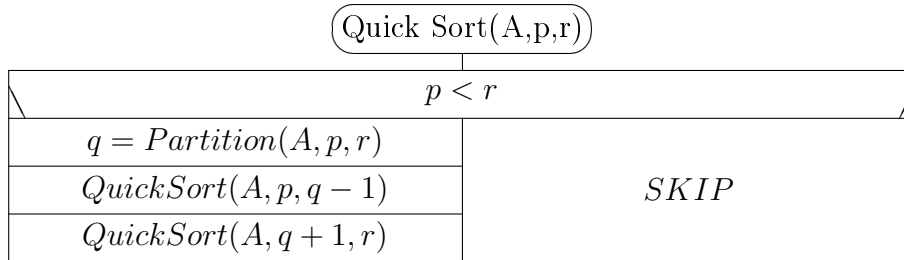 Quick Sort(A,p,r)
p < r
q = Partition(A, p, r)
QuickSort(A, p, q − 1)
SKIP
QuickSort(A, q + 1, r)